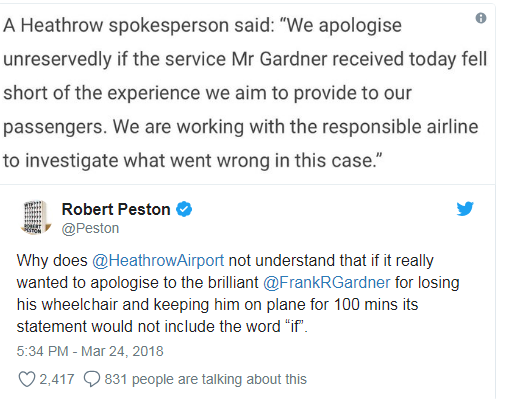 A Heathrow spokesperson said: “We apologise
unreservedly if the service Mr Gardner received today fell
short of the experience we aim to provide to our
passengers. We are working with the responsible airline
to investigate what went wrong in this case.”
Robert Peston
@Peston
Why does @HeathrowAirport not understand that if it really
wanted to apologise to the brilliant @FrankRGardner for losing
his wheelchair and keeping him on plane for 100 mins its
statement would not include the word “if”.
5:34 PM - Mar 24, 2018
2,417 831 people are talking about this